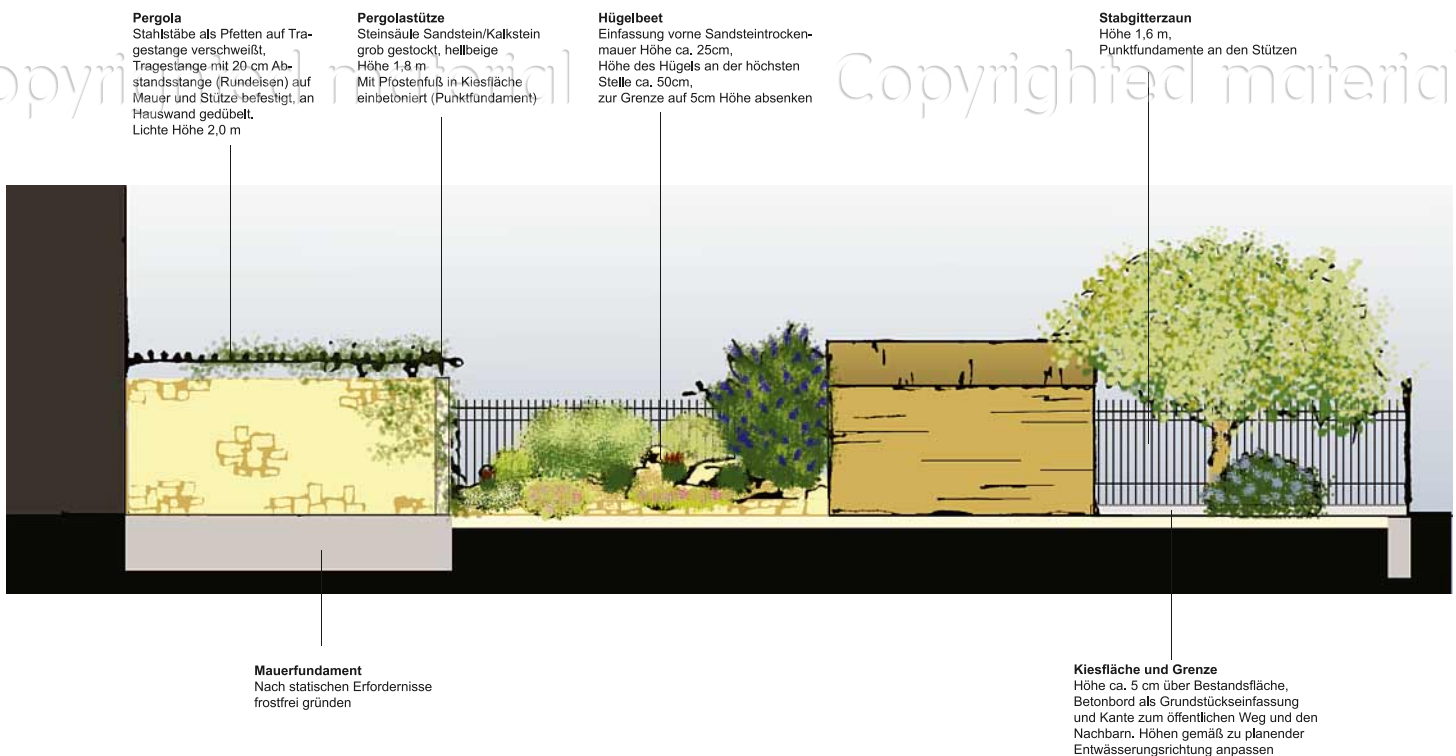 Pergola
Stahlstäbe als Pfetten auf Tra-
gestange verschweißt,
Tragestange mit 20 cm Ab-
standsstange (Rundeisen) auf
Mauer und Stütze befestigt, an
Hauswand gedübelt.
Lichte Höhe 2,0 m
Pergolastütze
Steinsäule Sandstein/Kalkstein
grob gestockt, hellbeige
Höhe 1,8 m
Mit Pfostenfuß in Kiesfläche
einbetoniert (Punktfundament)
Hügelbeet
Einfassung vorne Sandsteintrocken-
mauer Höhe ca. 25cm,
Höhe des Hügels an der höchsten
Stelle ca. 50cm,
zur Grenze auf 5cm Höhe absenken
Stabgitterzaun
Höhe 1,6 m,
Punktfundamente an den Stützen
opyrighted material Copyrighted materia
Mauerfundament
Nach statischen Erfordernisse
frostfrei gründen
Kiesfläche und Grenze
Höhe ca. 5 cm über Bestandsfläche,
Betonbord als Grundstückseinfassung
und Kante zum öffentlichen Weg und den
Nachbarn. Höhen gemäß zu planender
Entwässerungsrichtung anpassen